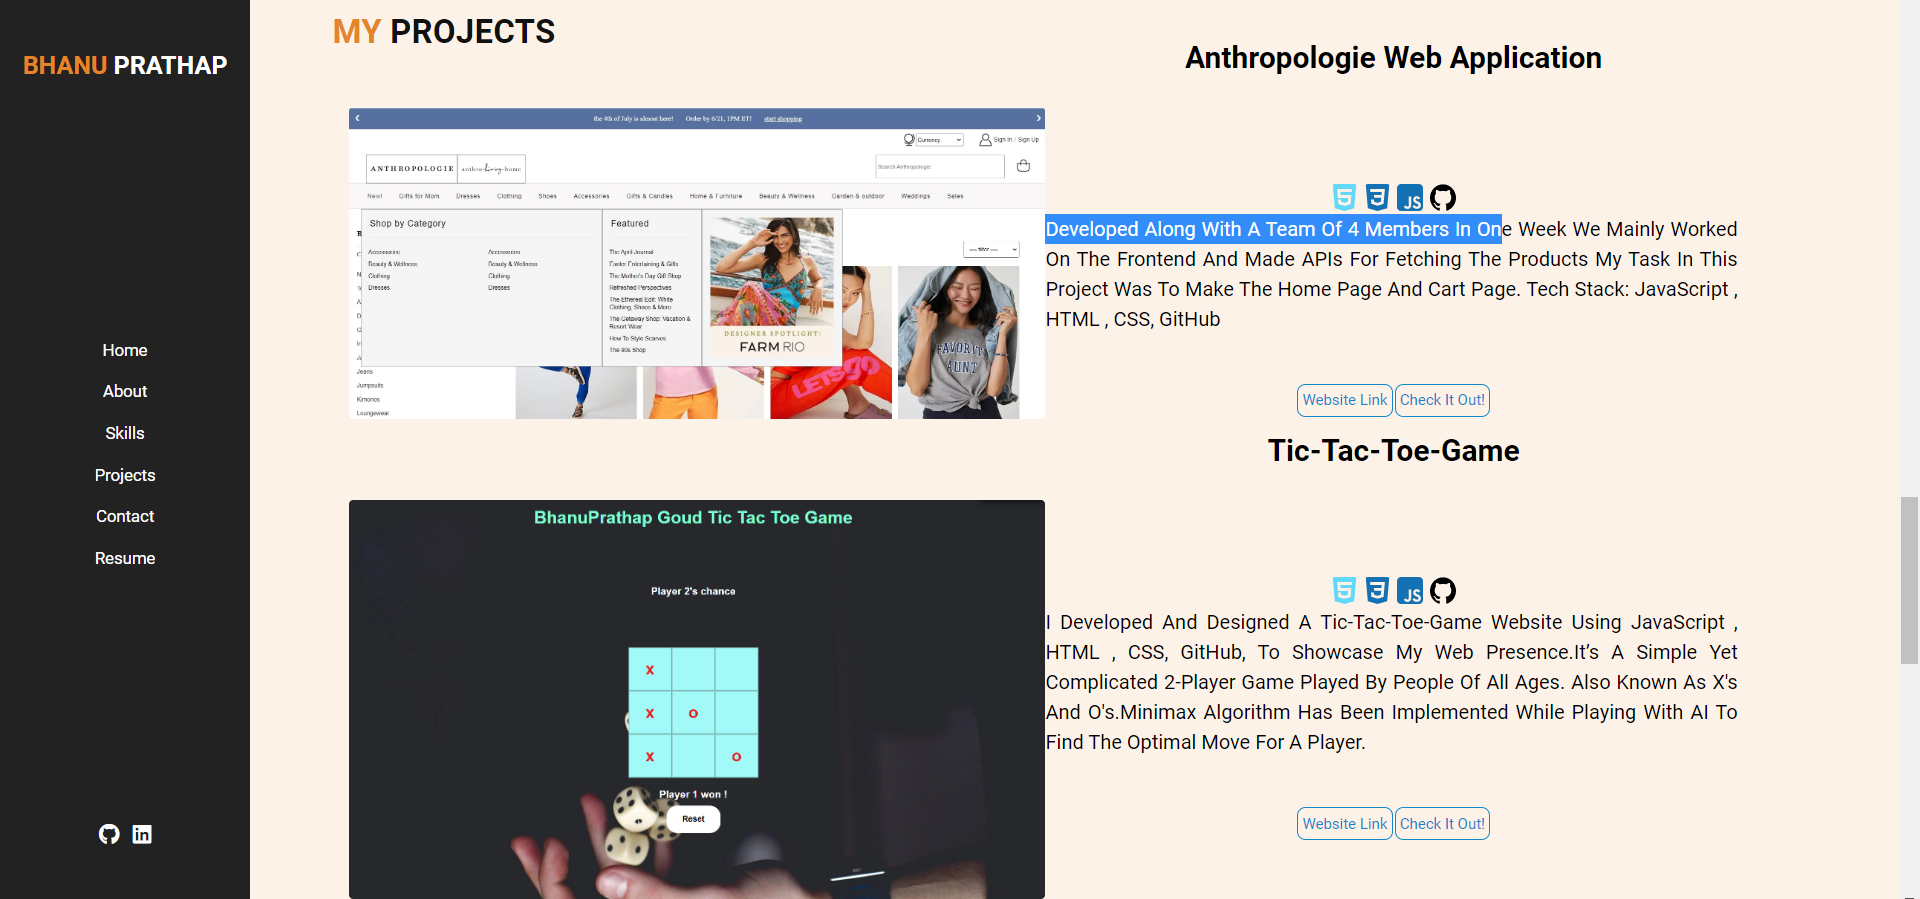 BHANU PRATHAP
Home
About
Skills
Projects
Contact
Resume
MY PROJECTS
Anthropologie Web Application
the 4th of July is almost here! Order by 6/21, 1PM ET! start shopping
Currency
Sign In / Sign Up
ANTHROPOLOGIE
anthro-living-home
Search Anthropologie
New! Gifts for Mom Dresses Clothing Shoes Accessories Gifts & Candles Home & Furniture Beauty & Wellness Garden & outdoor Weddings Sales
Shop by Category
Accessories
Beauty & Wellness
Clothing
Dresses
Accessories
Beauty & Wellness
Clothing
Dresses
Featured
The April Journal
Easter Entertaining & Gifts
The Mother's Day Gift Shop
Refreshed Perspectives
The Ethereal Edit: White
Clothing, Shoes & More
The Getaway Shop: Vacation &
Resort Wear
How To Style Scarves
The 90s Shop
DESIGNER SPOTLIGHT:
FARM RIO
--- filter ---
Jeans
Jumpsuits
Kimonos
Loungewear
LETS GO
FAVORITE
AUNT
JS
Developed Along With A Team Of 4 Members In One Week We Mainly Worked
On The Frontend And Made APIs For Fetching The Products My Task In This
Project Was To Make The Home Page And Cart Page. Tech Stack: JavaScript ,
HTML , CSS, GitHub
Website Link Check It Out!
Tic-Tac-Toe-Game
BhanuPrathap Goud Tic Tac Toe Game
Player 2's chance
X
X O
X O
Player 1 won !
Reset
JS
I Developed And Designed A Tic-Tac-Toe-Game Website Using JavaScript ,
HTML , CSS, GitHub, To Showcase My Web Presence.It’s A Simple Yet
Complicated 2-Player Game Played By People Of All Ages. Also Known As X's
And O's.Minimax Algorithm Has Been Implemented While Playing With AI To
Find The Optimal Move For A Player.
Website Link Check It Out!